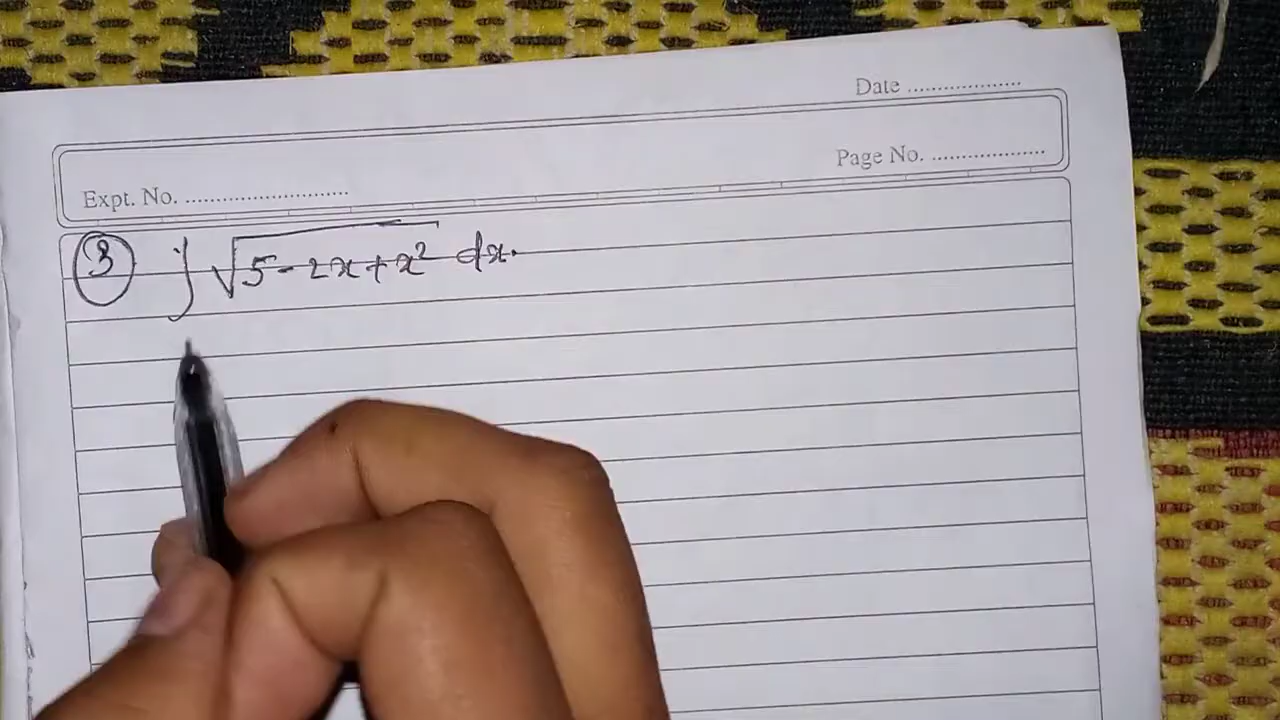 Date ...................
Page No. ...................
Expt. No. ...........................
③ ∫ √(5-2x+x²) dx.